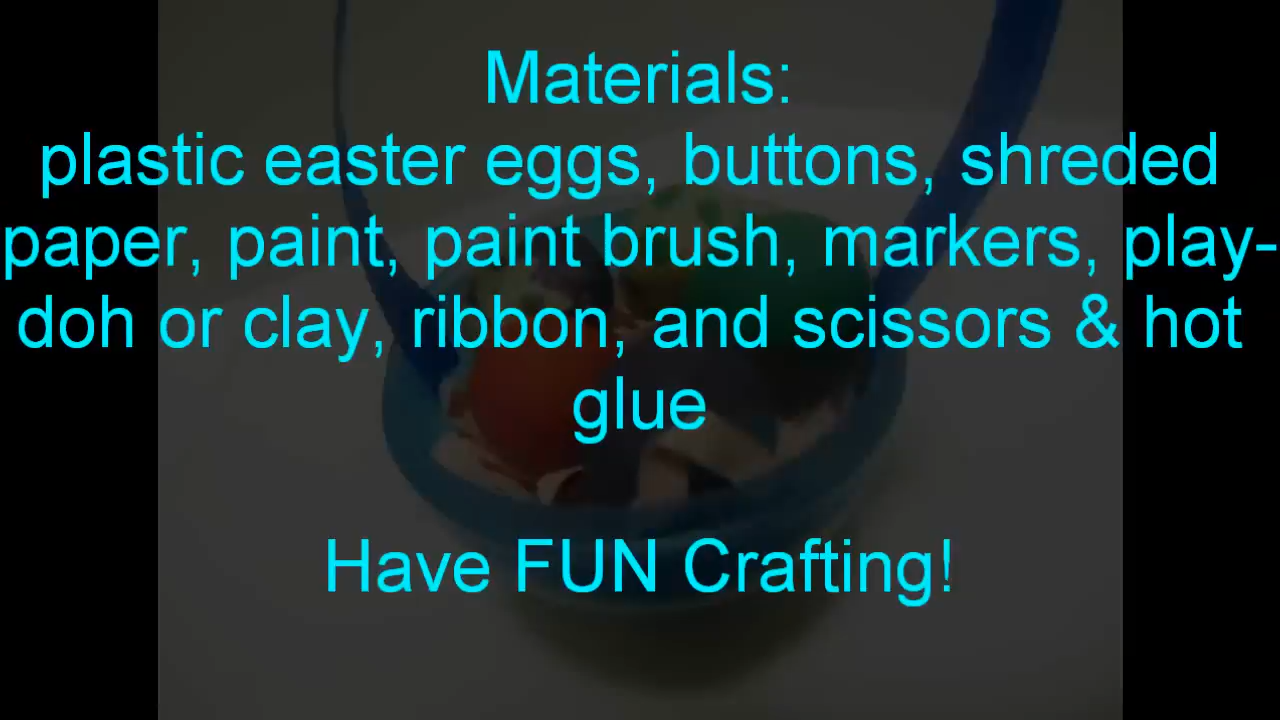 Materials:
plastic easter eggs, buttons, shreded
paper, paint, paint brush, markers, play-
doh or clay, ribbon, and scissors & hot
glue
Have FUN Crafting!